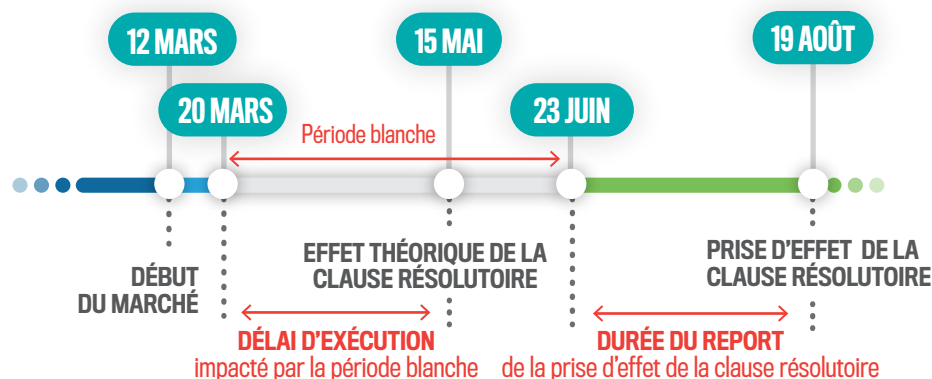 12 MARS
15 MAI
19 AOÛT
20 MARS
23 JUIN
Période blanche
DÉBUT
DU MARCHÉ
EFFET THÉORIQUE DE LA
CLAUSE RÉSOLUTOIRE
PRISE D'EFFET DE LA
CLAUSE RÉSOLUTOIRE
DÉLAI D'EXÉCUTION
impacté par la période blanche
DURÉE DU REPORT
de la prise d'effet de la clause résolutoire